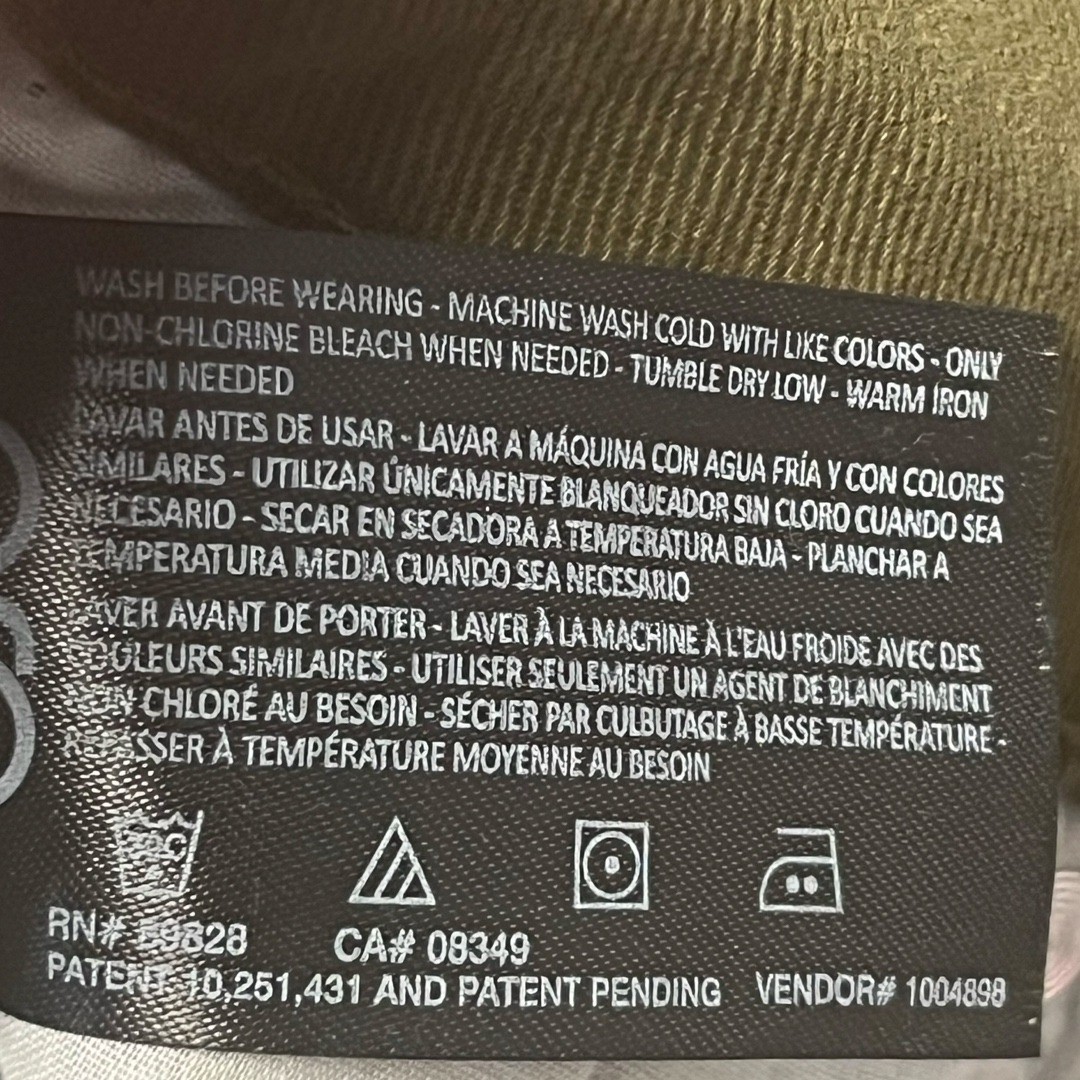 WASH BEFORE WEARING - MACHINE WASH COLD WITH LIKE COLORS - ONLY
NON-CHLORINE BLEACH WHEN NEEDED - TUMBLE DRY LOW - WARM IRON
WHEN NEEDED
LAVAR ANTES DE USAR - LAVAR A MÁQUINA CON AGUA FRÍA Y CON COLORES
SIMILARES - UTILIZAR ÚNICAMENTE BLANQUEADOR SIN CLORO CUANDO SEA
NECESARIO - SECAR EN SECADORA A TEMPERATURA BAJA - PLANCHAR A
TEMPERATURA MEDIA CUANDO SEA NECESARIO
LAVER AVANT DE PORTER - LAVER À LA MACHINE À L'EAU FROIDE AVEC DES
COULEURS SIMILAIRES - UTILISER SEULEMENT UN AGENT DE BLANCHIMENT
NON CHLORÉ AU BESOIN - SÉCHER PAR CULBUTAGE À BASSE TEMPÉRATURE -
REPASSER À TEMPÉRATURE MOYENNE AU BESOIN
RN# CA# 08349
PATENT 10,251,431 AND PATENT PENDING VENDOR# 1004898